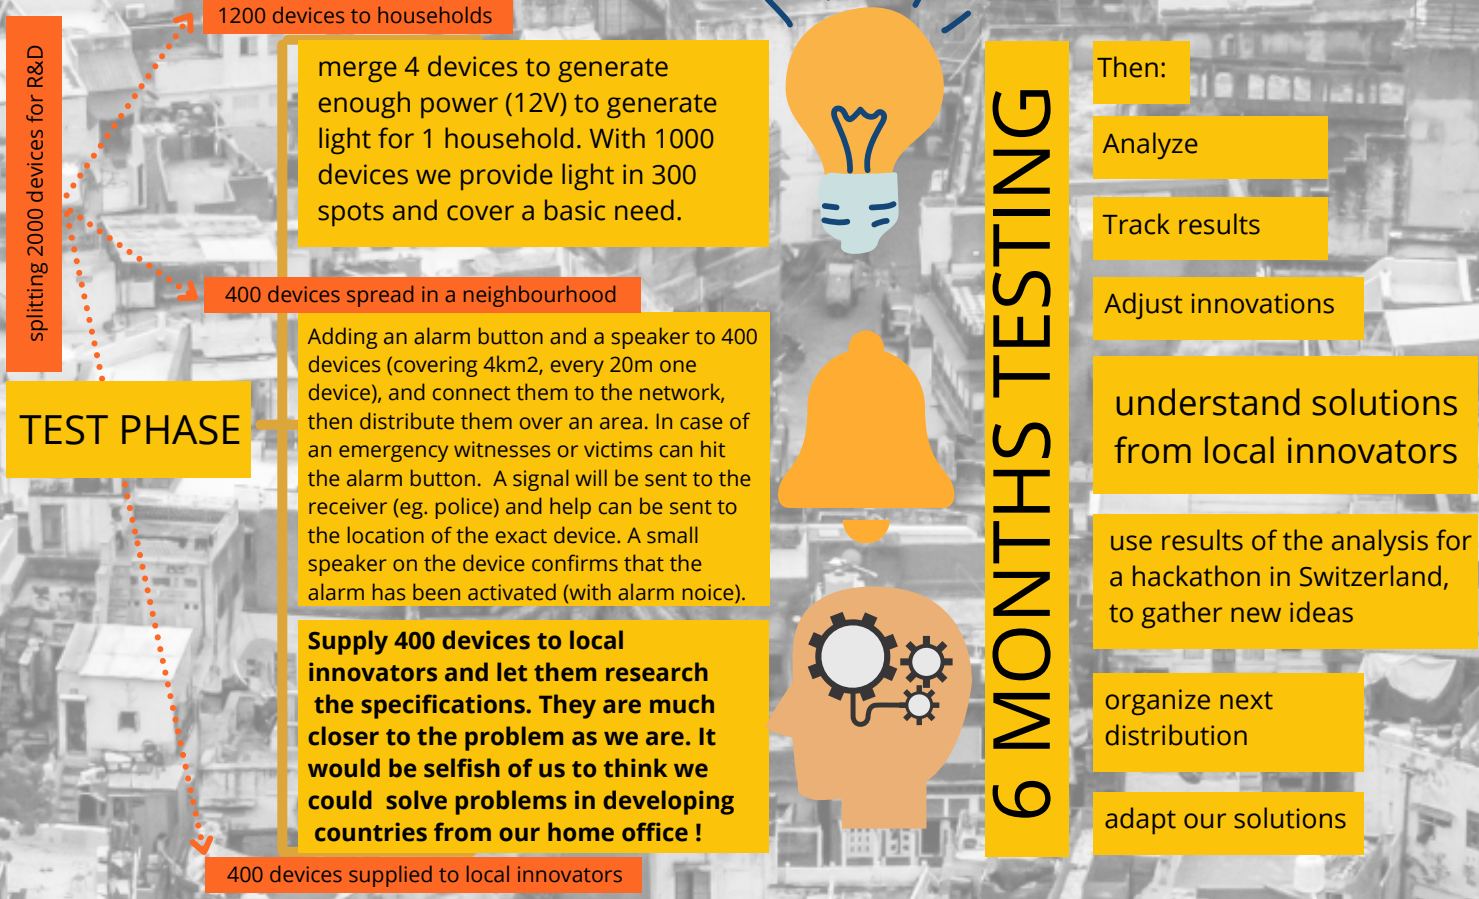 splitting 2000 devices for R&D
1200 devices to households
merge 4 devices to generate
enough power (12V) to generate
light for 1 household. With 1000
devices we provide light in 300
spots and cover a basic need.
400 devices spread in a neighbourhood
Adding an alarm button and a speaker to 400
devices (covering 4km2, every 20m one
device), and connect them to the network,
then distribute them over an area. In case of
an emergency witnesses or victims can hit
the alarm button.  A signal will be sent to the
receiver (eg. police) and help can be sent to
the location of the exact device. A small
speaker on the device confirms that the
alarm has been activated (with alarm noice).
TEST PHASE
Supply 400 devices to local
innovators and let them research
the specifications. They are much
closer to the problem as we are. It
would be selfish of us to think we
could  solve problems in developing
countries from our home office !
400 devices supplied to local innovators
6 MONTHS TESTING
Then:
Analyze
Track results
Adjust innovations
understand solutions
from local innovators
use results of the analysis for
a hackathon in Switzerland,
to gather new ideas
organize next
distribution
adapt our solutions